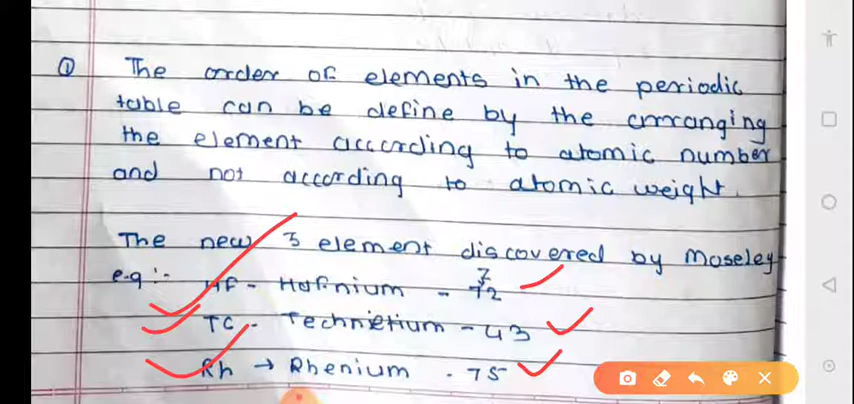 ① The order of elements in the periodic
table can be define by the arranging
the element according to atomic number
and not according to atomic weight.
The new 3 element discovered by Moseley
e.g :- Hf - Hafnium - 72
TC - Technietium - 43
Rh → Rhenium - 75